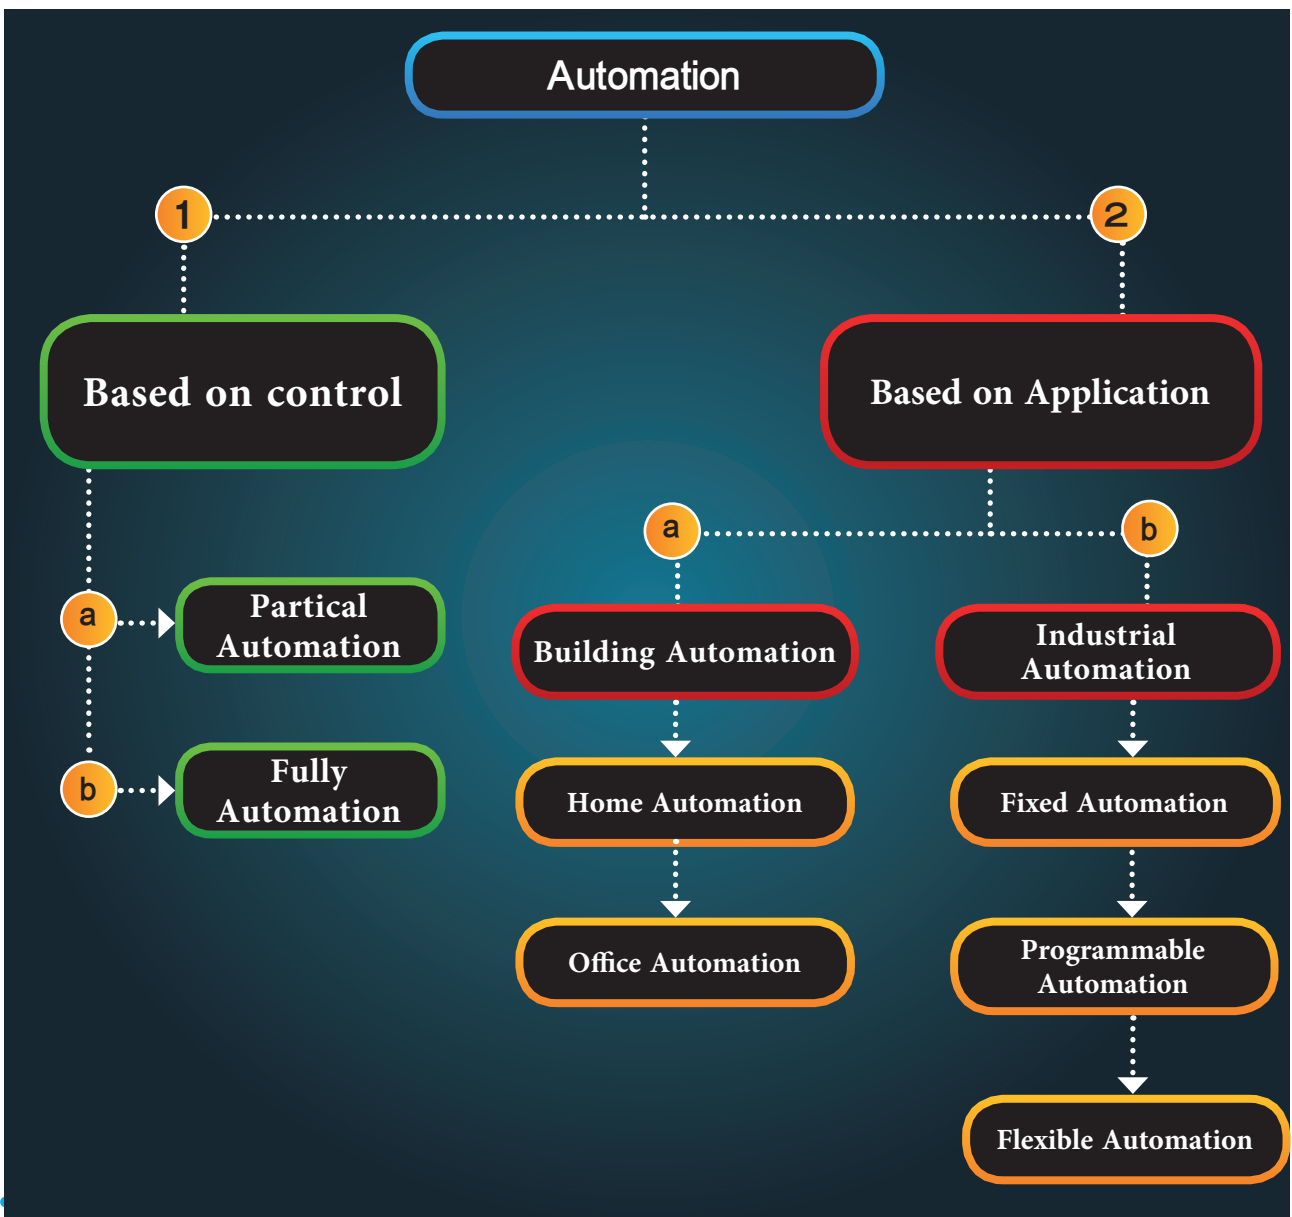 Automation
1
2
Based on control
Based on Application
a
b
Partical
Automation
a
Building Automation
Industrial
Automation
b
Fully
Automation
Home Automation
Fixed Automation
Office Automation
Programmable
Automation
Flexible Automation